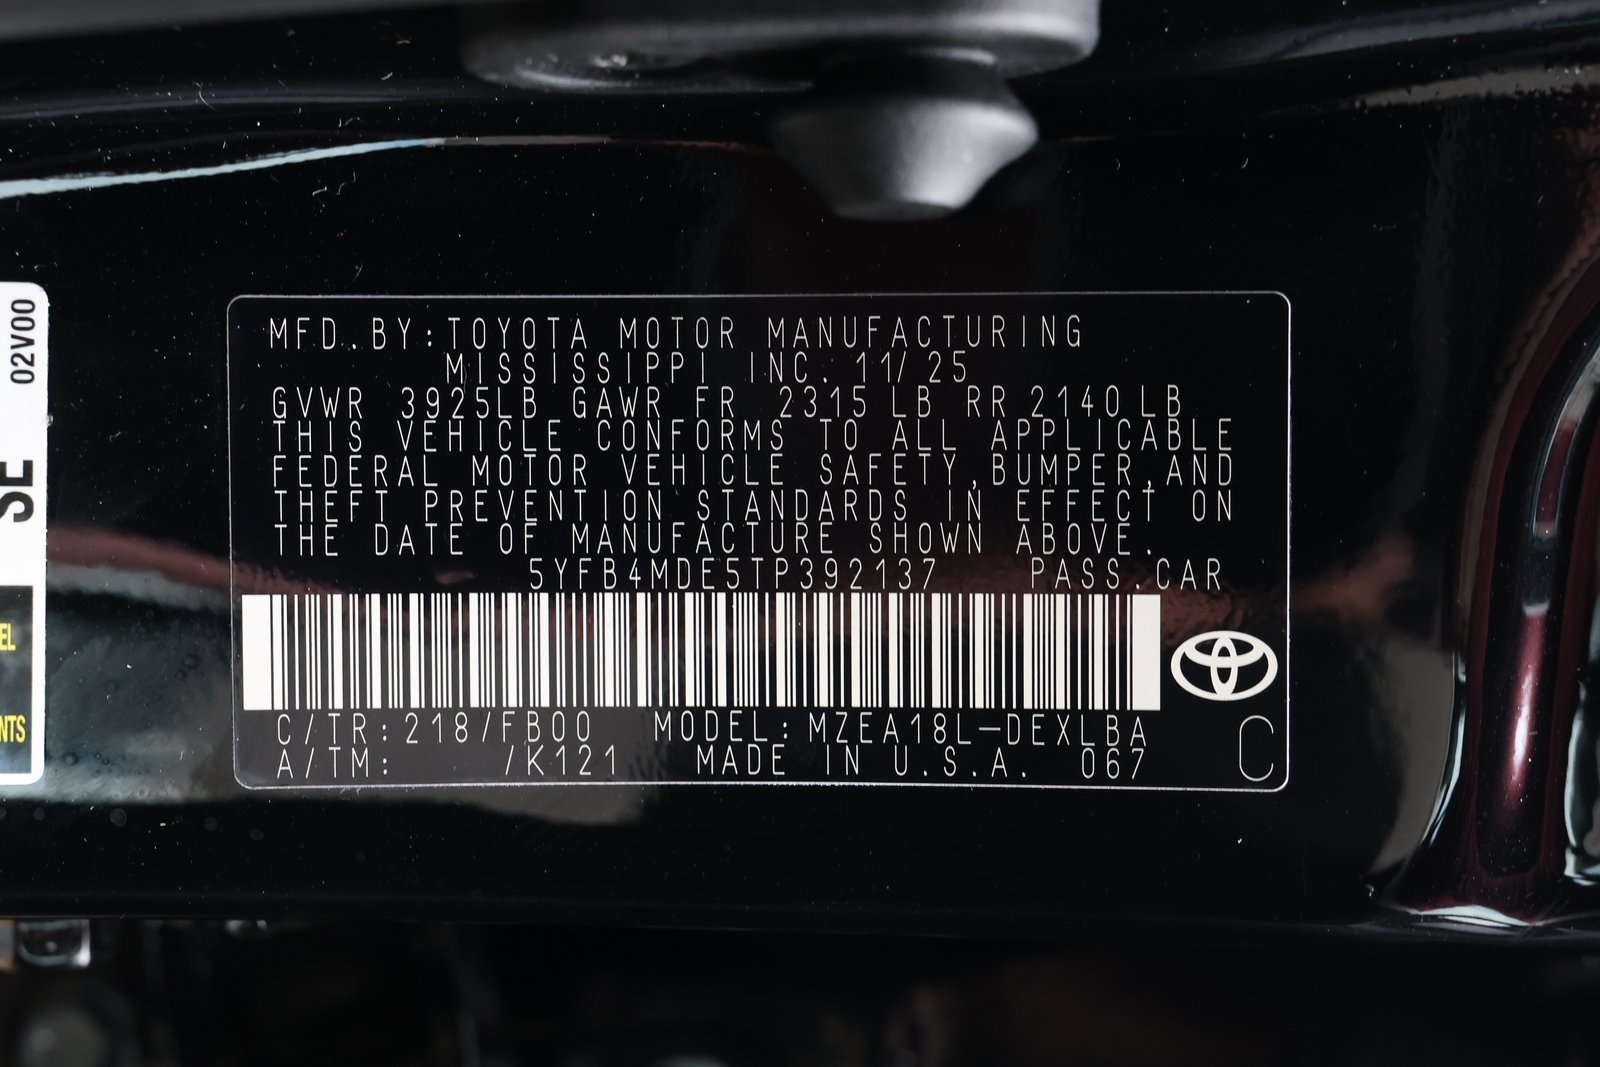 02V00
SE
EL
NTS
MFD.BY:TOYOTA MOTOR MANUFACTURING
MISSISSIPPI INC. 11/25
GVWR 3925LB GAWR FR 2315 LB RR 2140 LB
THIS VEHICLE CONFORMS TO ALL APPLICABLE
FEDERAL MOTOR VEHICLE SAFETY,BUMPER,AND
THEFT PREVENTION STANDARDS IN EFFECT ON
THE DATE OF MANUFACTURE SHOWN ABOVE.
5YFB4MDE5TP392137 PASS.CAR
C/TR:218/FB00 MODEL:MZEA18L-DEXLBA
A/TM: /K121 MADE IN U.S.A. 067
C